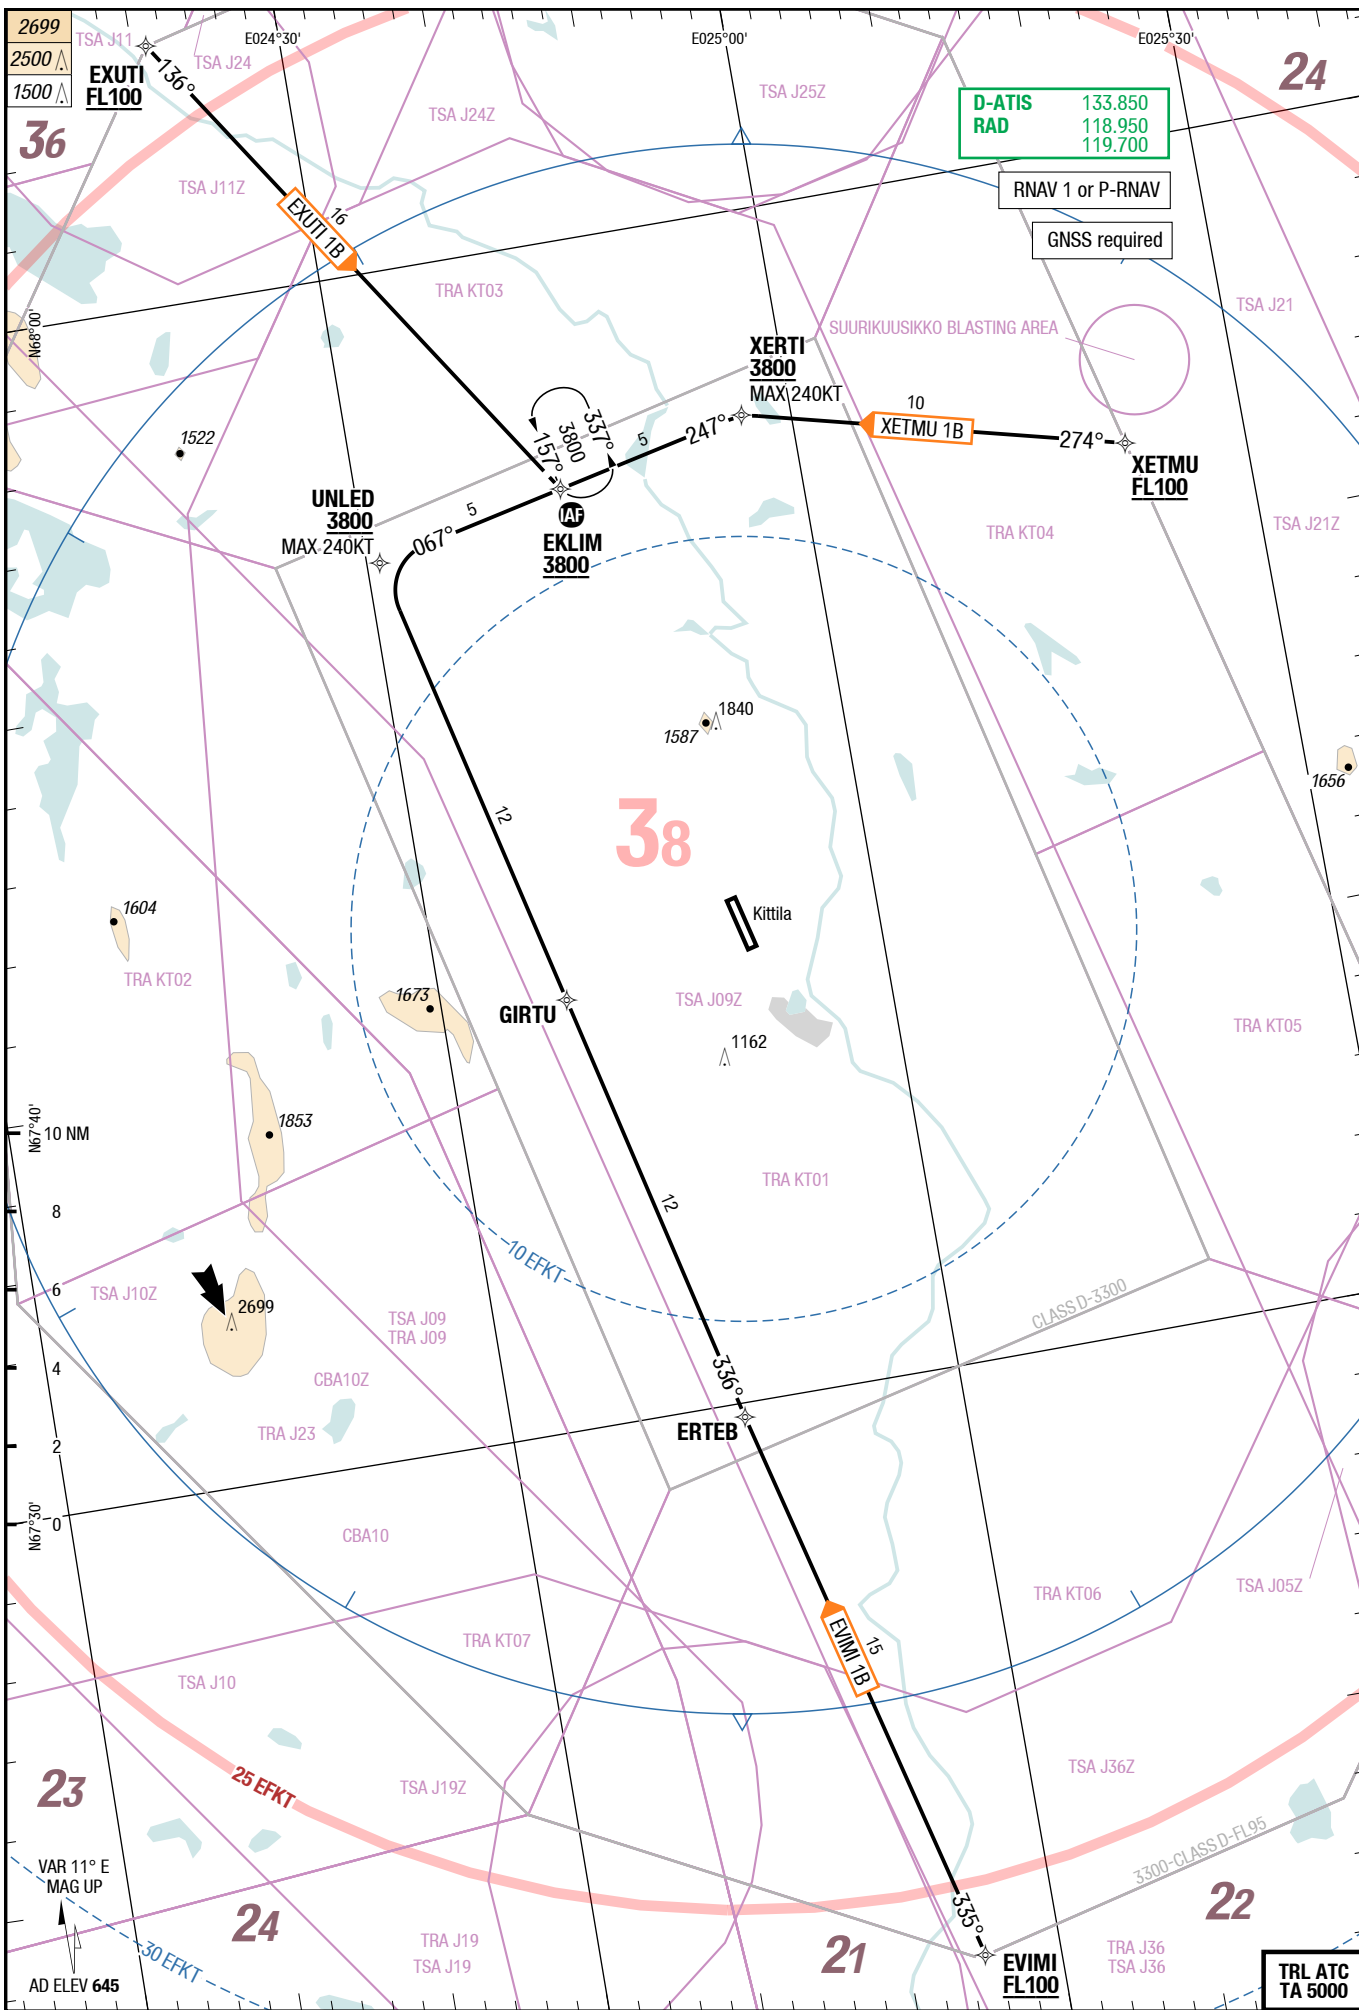 2699
2500
1500
TSA J11
TSA J24
E024°30'
E025°00'
E025°30'
24
EXUTI
FL100
136°
36
TSA J24Z
TSA J25Z
D-ATIS 133.850
RAD 118.950
119.700
RNAV 1 or P-RNAV
GNSS required
TSA J11Z
16
EXUTI 1B
TRA KT03
TSA J21
N68°00'
SUURIKUUSIKKO BLASTING AREA
XERTI
3800
MAX 240KT
10
XETMU 1B
274°
XETMU
FL100
1522
337°
3800
157°
5
247°
UNLED
3800
MAX 240KT
067°
5
IAF
EKLIM
3800
TRA KT04
TSA J21Z
1840
1587
1656
12
38
1604
Kittila
TRA KT02
1673
GIRTU
TSA J09Z
1162
TRA KT05
N67°40'
10 NM
1853
8
TRA KT01
12
10 EFKT
6
TSA J10Z
2699
TSA J09
TRA J09
CLASS D-3300
4
CBA10Z
336°
TRA J23
ERTEB
2
N67°30'
0
CBA10
TRA KT06
TSA J05Z
TRA KT07
15
EVIMI 1B
TSA J10
23
25 EFKT
TSA J19Z
TSA J36Z
VAR 11° E
MAG UP
3300-CLASS D-FL95
24
335°
22
30 EFKT
TRA J19
TSA J19
21
EVIMI
FL100
TRA J36
TSA J36
AD ELEV 645
TRL ATC
TA 5000